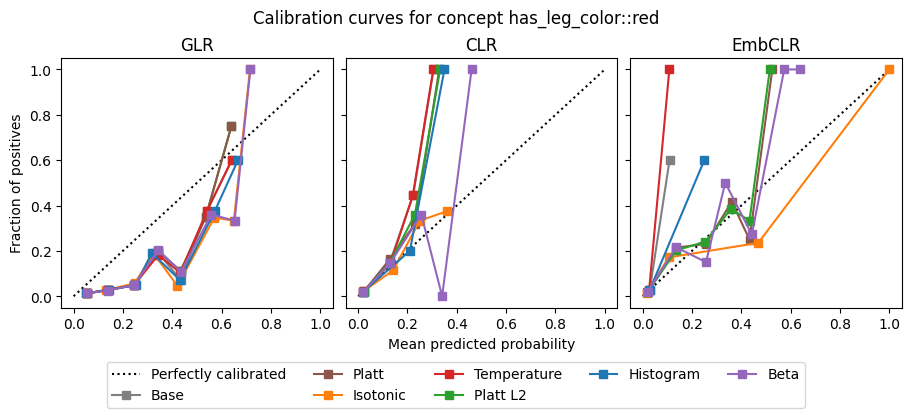 Calibration curves for concept has_leg_color::red
GLR
CLR
EmbCLR
Fraction of positives
1.0
0.8
0.6
0.4
0.2
0.0
0.0 0.2 0.4 0.6 0.8 1.0
0.0 0.2 0.4 0.6 0.8 1.0
0.0 0.2 0.4 0.6 0.8 1.0
Mean predicted probability
Perfectly calibrated Platt Temperature Histogram Beta
Base Isotonic Platt L2